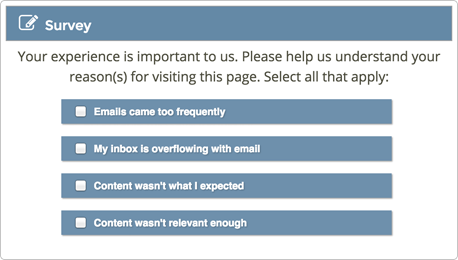 Survey
Your experience is important to us. Please help us understand your
reason(s) for visiting this page. Select all that apply:
Emails came too frequently
My inbox is overflowing with email
Content wasn't what I expected
Content wasn't relevant enough